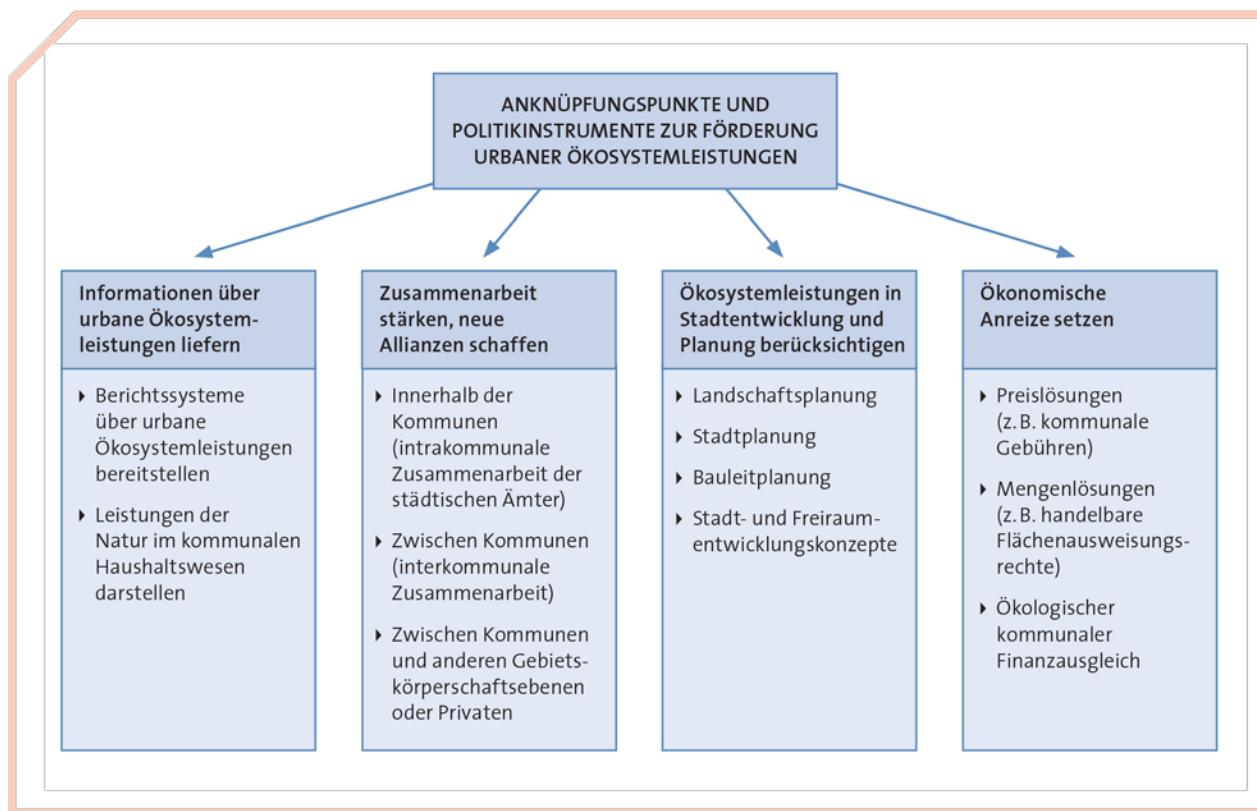 ANKNÜPFUNGSPUNKTE UND
POLITIKINSTRUMENTE ZUR FÖRDERUNG
URBANER ÖKOSYSTEMLEISTUNGEN
Informationen über
urbane Ökosystem-
leistungen liefern
▸ Berichtssysteme
über urbane
Ökosystemleistungen
bereitstellen
▸ Leistungen der
Natur im kommunalen
Haushaltswesen
darstellen
Zusammenarbeit
stärken, neue
Allianzen schaffen
▸ Innerhalb der
Kommunen
(intrakommunale
Zusammenarbeit der
städtischen Ämter)
▸ Zwischen Kommunen
(interkommunale
Zusammenarbeit)
▸ Zwischen Kommunen
und anderen Gebiets-
körperschaftsebenen
oder Privaten
Ökosystemleistungen in
Stadtentwicklung und
Planung berücksichtigen
▸ Landschaftsplanung
▸ Stadtplanung
▸ Bauleitplanung
▸ Stadt- und Freiraum-
entwicklungskonzepte
Ökonomische
Anreize setzen
▸ Preislösungen
(z. B. kommunale
Gebühren)
▸ Mengenlösungen
(z. B. handelbare
Flächenausweisungs-
rechte)
▸ Ökologischer
kommunaler
Finanzausgleich